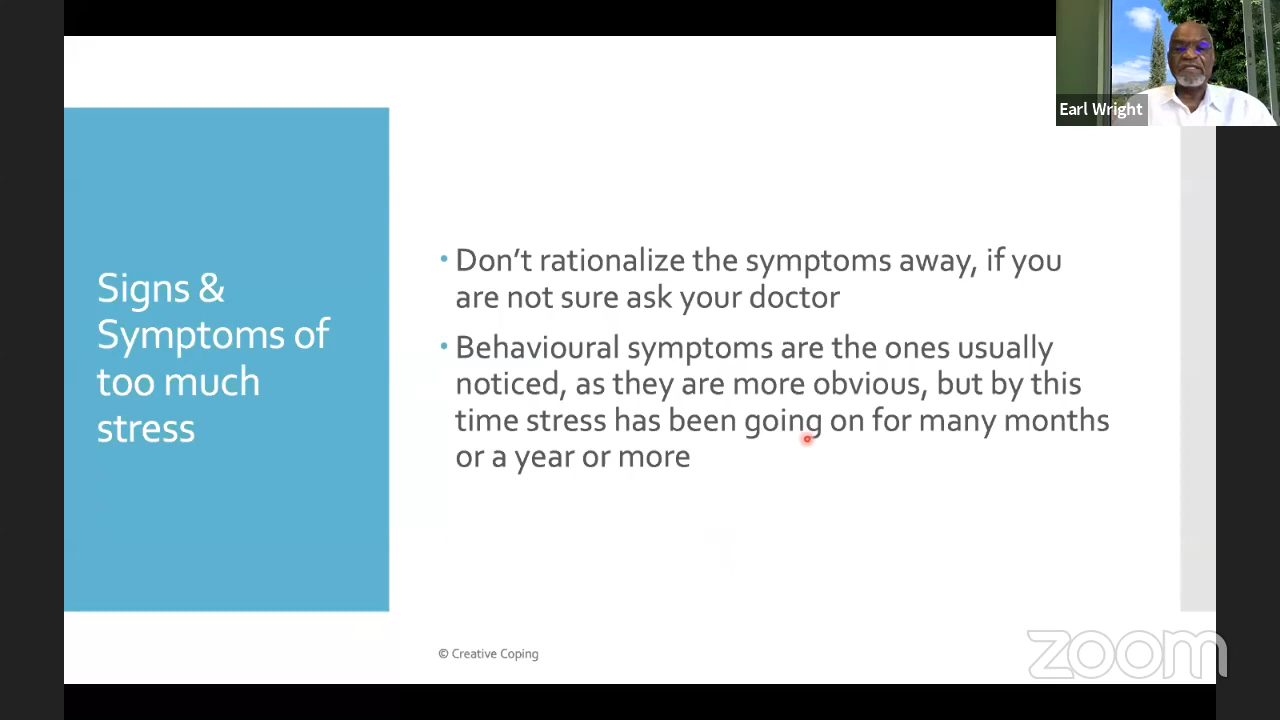 Earl Wright
Signs &
Symptoms of
too much
stress
• Don’t rationalize the symptoms away, if you
are not sure ask your doctor
• Behavioural symptoms are the ones usually
noticed, as they are more obvious, but by this
time stress has been going on for many months
or a year or more
© Creative Coping
zoom